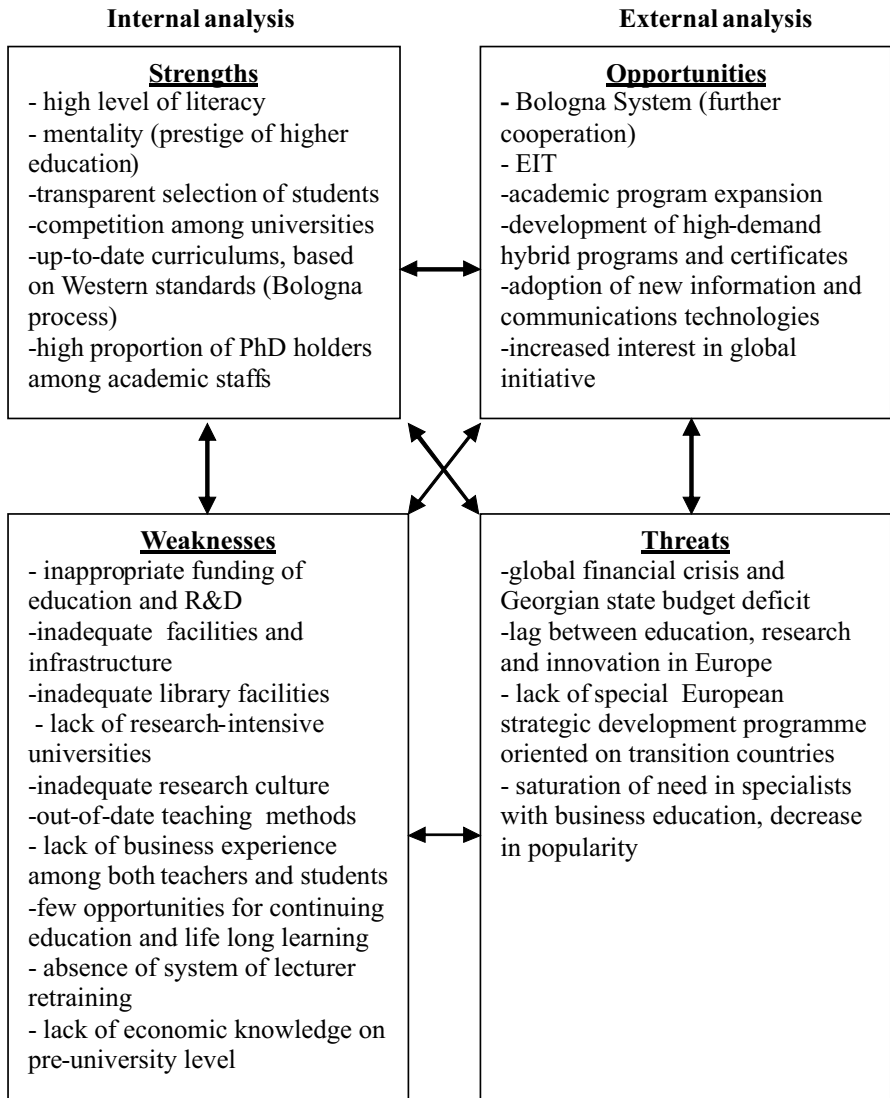 Internal analysis
External analysis
Strengths
- high level of literacy
- mentality (prestige of higher
education)
-transparent selection of students
-competition among universities
-up-to-date curriculums, based
on Western standards (Bologna
process)
-high proportion of PhD holders
among academic staffs
Opportunities
- Bologna System (further
cooperation)
- EIT
-academic program expansion
-development of high-demand
hybrid programs and certificates
-adoption of new information and
communications technologies
-increased interest in global
initiative
Weaknesses
- inappropriate funding of
education and R&D
-inadequate facilities and
infrastructure
-inadequate library facilities
- lack of research-intensive
universities
-inadequate research culture
-out-of-date teaching methods
- lack of business experience
among both teachers and students
-few opportunities for continuing
education and life long learning
- absence of system of lecturer
retraining
- lack of economic knowledge on
pre-university level
Threats
-global financial crisis and
Georgian state budget deficit
-lag between education, research
and innovation in Europe
- lack of special European
strategic development programme
oriented on transition countries
- saturation of need in specialists
with business education, decrease
in popularity